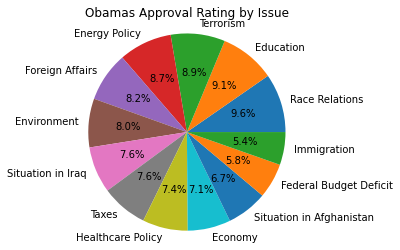 Obamas Approval Rating by Issue
Terrorism
Energy Policy
Education
Foreign Affairs
Race Relations
Environment
Situation in Iraq
Immigration
Federal Budget Deficit
Taxes
Situation in Afghanistan
Healthcare Policy
Economy
8.9%
8.7%
9.1%
8.2%
9.6%
8.0%
5.4%
7.6%
5.8%
7.6%
6.7%
7.4%
7.1%